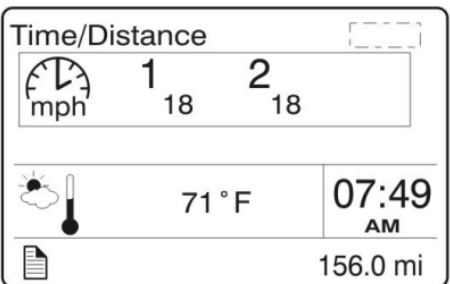 Time/Distance
mph 1 18 2 18
71°F 07:49
AM
156.0 mi